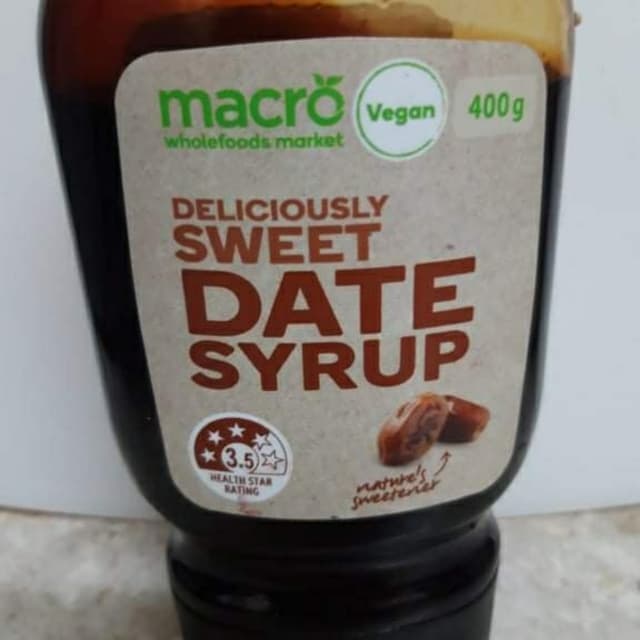 macro
wholefoods market
Vegan
400g
DELICIOUSLY
SWEET
DATE
SYRUP
3.5
HEALTH STAR
RATING
nature's
sweetener